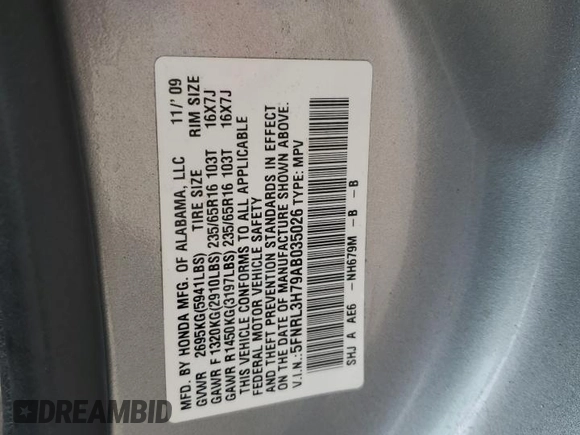 MFD. BY HONDA MFG. OF ALABAMA, LLC 11/' 09
GVWR 2695KG(5941LBS) TIRE SIZE RIM SIZE
GAWR F 1320KG(2910LBS) 235/65R16 103T 16X7J
GAWR R1450KG(3197LBS) 235/65R16 103T 16X7J
THIS VEHICLE CONFORMS TO ALL APPLICABLE
FEDERAL MOTOR VEHICLE SAFETY
AND THEFT PREVENTION STANDARDS IN EFFECT
ON THE DATE OF MANUFACTURE SHOWN ABOVE.
V.I.N.:5FNRL3H79AB035026 TYPE: MPV
SHJ A AE6 -NH679M -B -B
DREAMBID